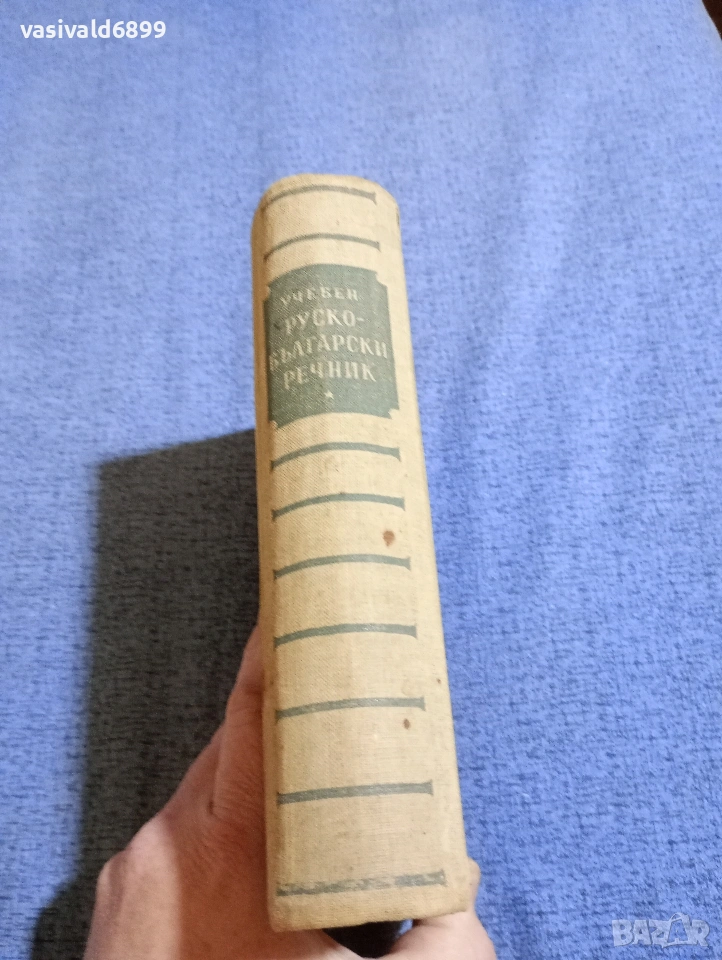 vasivald6899
УЧЕБЕН
РУСКО-
БЪЛГАРСКИ
РЕЧНИК
BAZAR